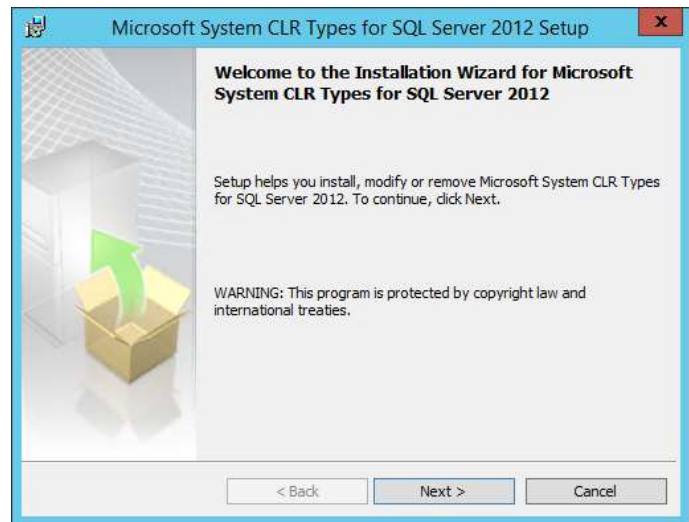 Microsoft System CLR Types for SQL Server 2012 Setup
x
Welcome to the Installation Wizard for Microsoft
System CLR Types for SQL Server 2012
Setup helps you install, modify or remove Microsoft System CLR Types
for SQL Server 2012. To continue, click Next.
WARNING: This program is protected by copyright law and
international treaties.
< Back Next > Cancel